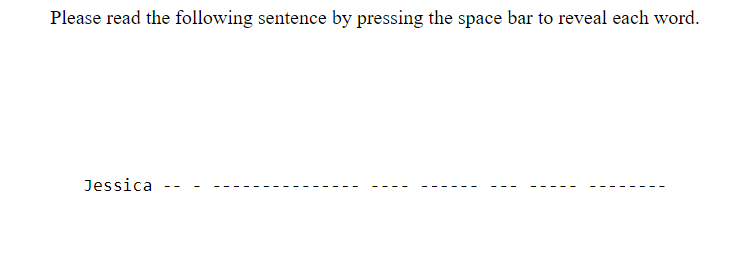 Please read the following sentence by pressing the space bar to reveal each word.
Jessica -- - --------------- ---- ------ --- ----- --------